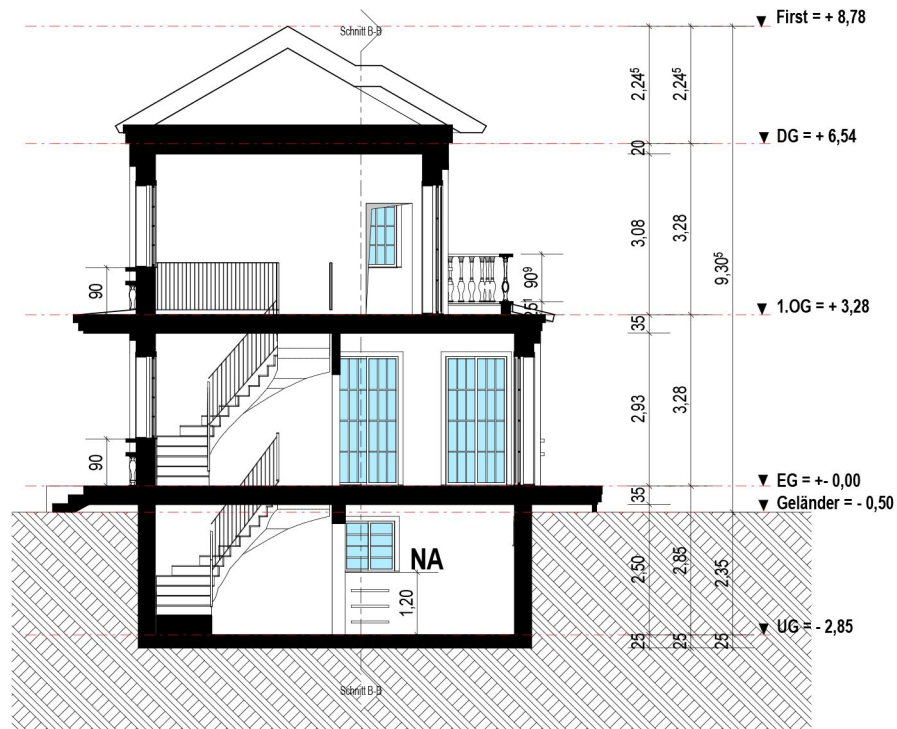 Schnitt B-B
▼ First = + 8,78
2,24⁵
2,24⁵
▼ DG = + 6,54
20
3,08
3,28
9,30⁵
90
90⁹
▼ 1.OG = + 3,28
35
2,93
3,28
90
▼ EG = +- 0,00
35
▼ Geländer = - 0,50
NA
2,50
2,85
2,35
1,20
▼ UG = - 2,85
25
25
25
Schnitt B-B